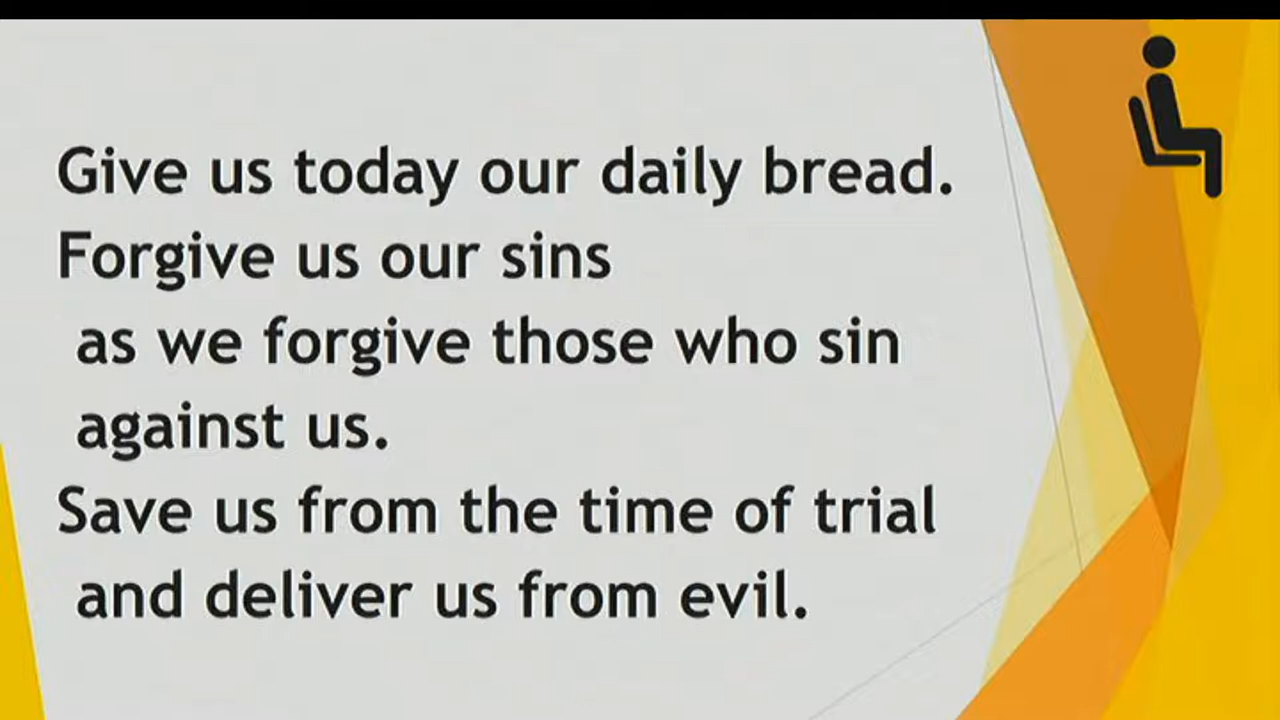 Give us today our daily bread.
Forgive us our sins
as we forgive those who sin
against us.
Save us from the time of trial
and deliver us from evil.